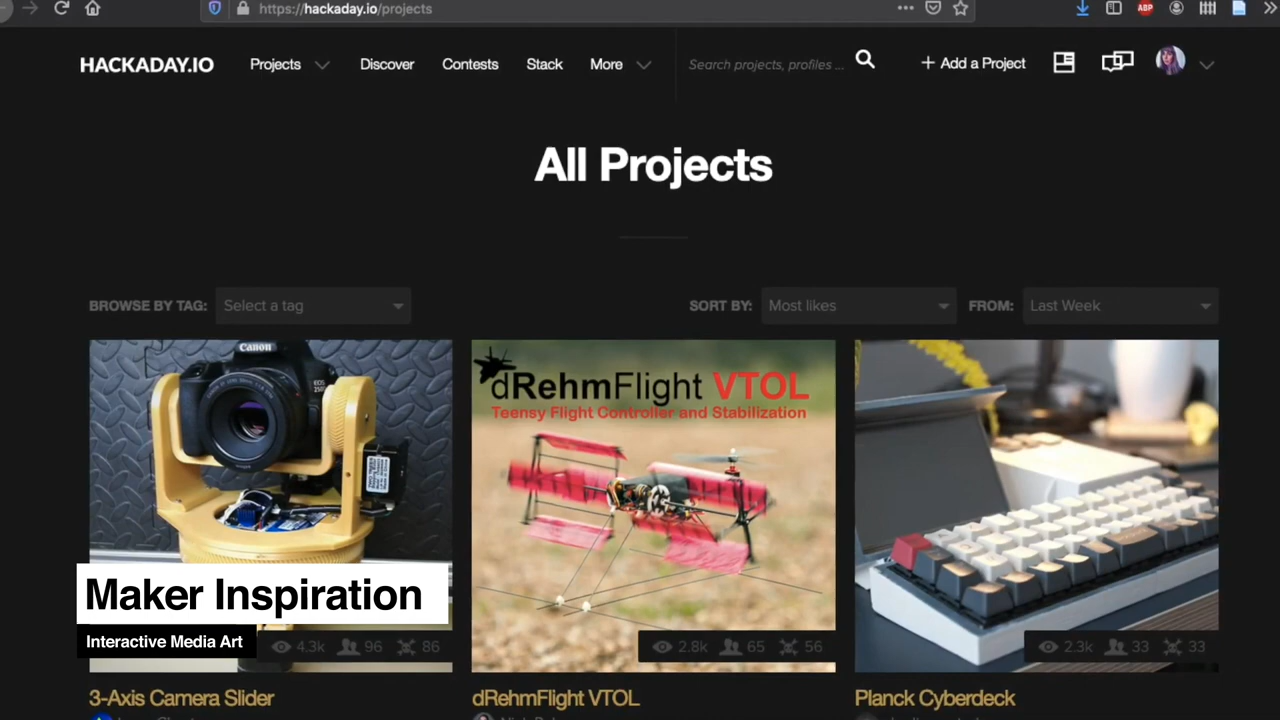 https://hackaday.io/projects
HACKADAY.IO
Projects
Discover
Contests
Stack
More
Search projects, profiles ...
+ Add a Project
ABP
All Projects
BROWSE BY TAG:
Select a tag
SORT BY:
Most likes
FROM:
Last Week
Canon
EOS
dRehmFlight VTOL
Teensy Flight Controller and Stabilization
Maker Inspiration
Interactive Media Art
4.3k
96
86
2.8k
65
56
2.3k
33
33
3-Axis Camera Slider
dRehmFlight VTOL
Planck Cyberdeck